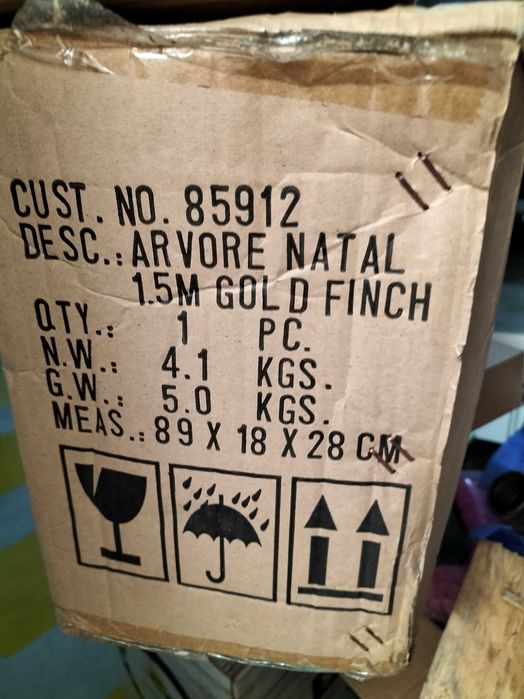 CUST. NO. 85912
DESC.: ARVORE NATAL
1.5M GOLD FINCH
QTY.: 1 PC.
N.W.: 4.1 KGS.
G.W.: 5.0 KGS.
MEAS.: 89 X 18 X 28 CM